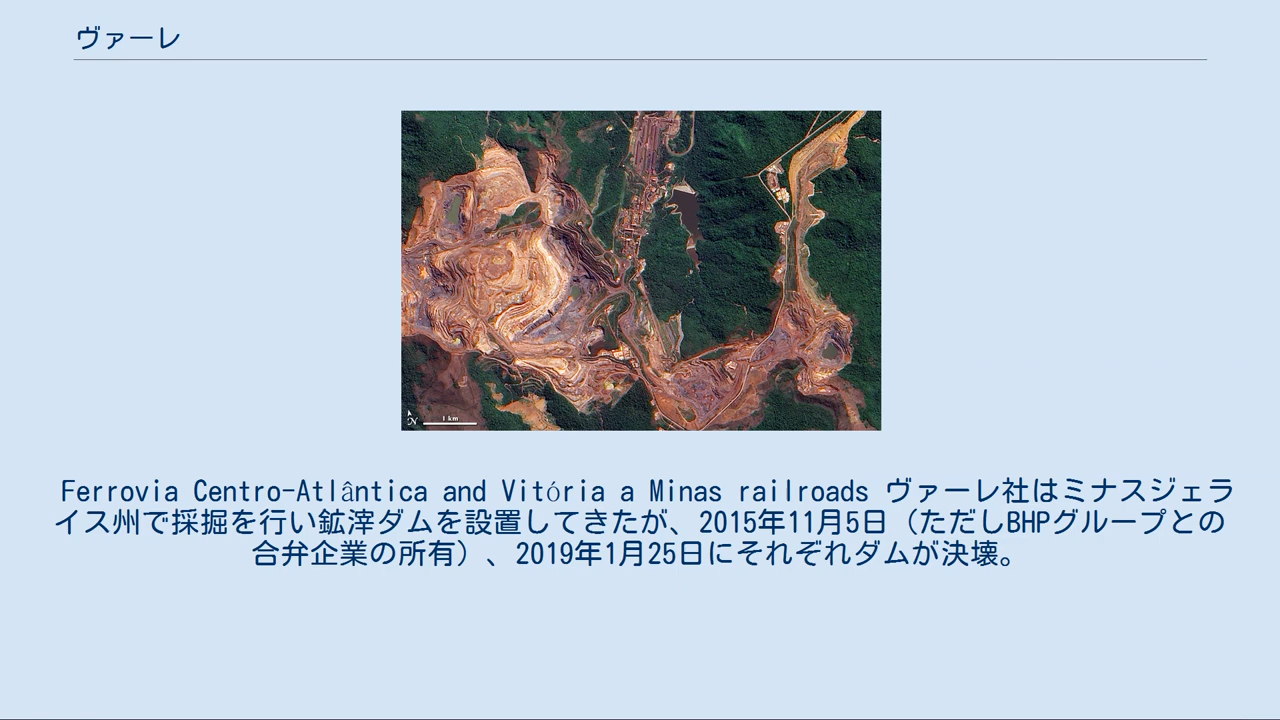 ヴァーレ
N
1 km
Ferrovia Centro-Atlântica and Vitória a Minas railroads ヴァーレ社はミナスジェラ
イス州で採掘を行い鉱滓ダムを設置してきたが、2015年11月5日（ただしBHPグループとの
合弁企業の所有）、2019年1月25日にそれぞれダムが決壊。